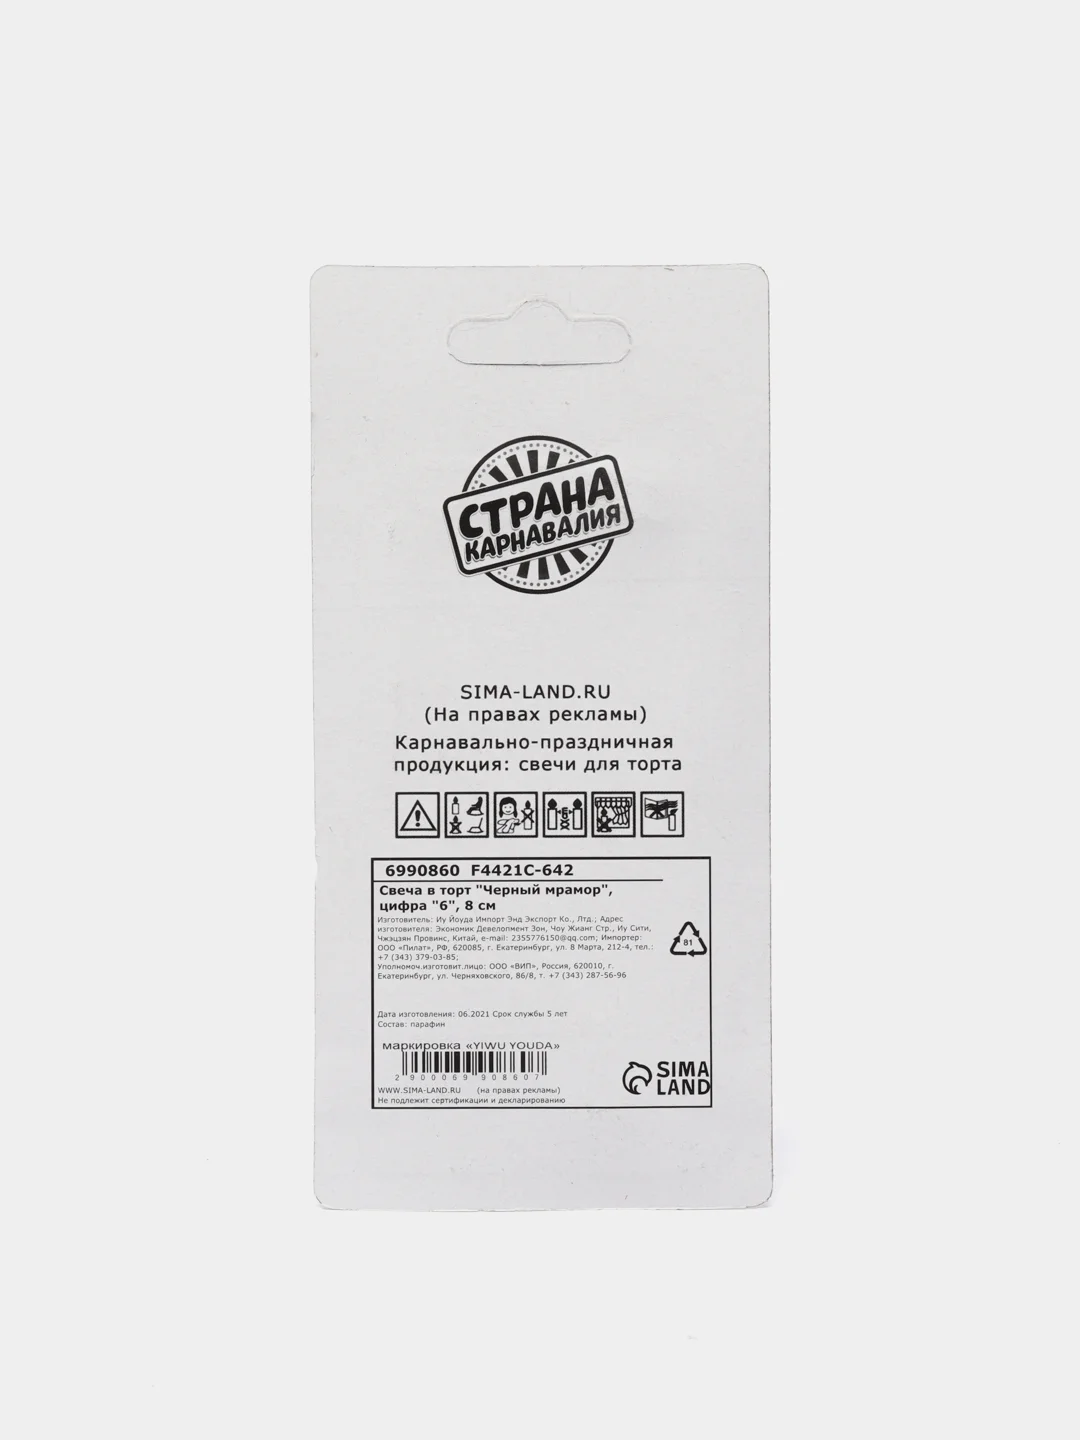 СТРАНА
КАРНАВАЛИЯ
SIMA-LAND.RU
(На правах рекламы)
Карнавально-праздничная
продукция: свечи для торта
6990860 F4421C-642
Свеча в торт "Черный мрамор",
цифра "6", 8 см
Изготовитель: Иу Йоуда Импорт Энд Экспорт Ко., Лтд.; Адрес
изготовителя: Экономик Девелопмент Зон, Чоу Жианг Стр., Иу Сити,
Чжэцзян Провинс, Китай, e-mail: 2355776150@qq.com; Импортер:
ООО «Пилат», РФ, 620085, г. Екатеринбург, ул. 8 Марта, 212-4, тел.:
+7 (343) 379-03-85;
Уполномоч.изготовит.лицо: ООО «ВИП», Россия, 620010, г.
Екатеринбург, ул. Черняховского, 86/8, т. +7 (343) 287-56-96
81
Дата изготовления: 06.2021 Срок службы 5 лет
Состав: парафин
маркировка «YIWU YOUDA»
2 900069 908607
WWW.SIMA-LAND.RU (на правах рекламы)
Не подлежит сертификации и декларированию
SIMA
LAND